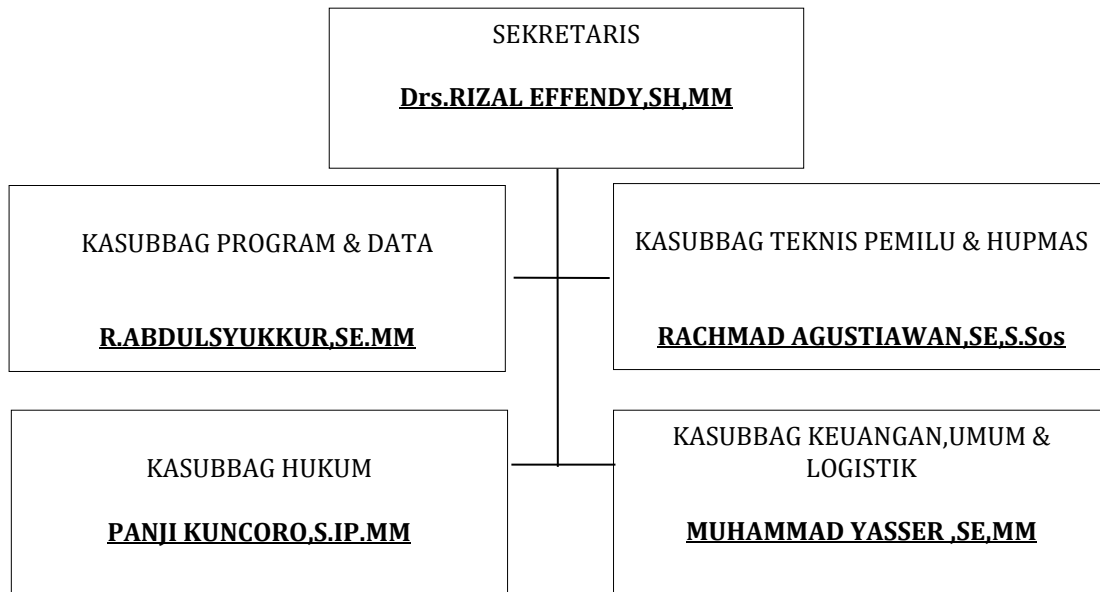 SEKRETARIS
Drs.RIZAL EFFENDY,SH,MM
KASUBBAG PROGRAM & DATA
R.ABDULSYUKKUR,SE.MM
KASUBBAG TEKNIS PEMILU & HUPMAS
RACHMAD AGUSTIAWAN,SE,S.Sos
KASUBBAG HUKUM
PANJI KUNCORO,S.IP.MM
KASUBBAG KEUANGAN,UMUM &
LOGISTIK
MUHAMMAD YASSER ,SE,MM